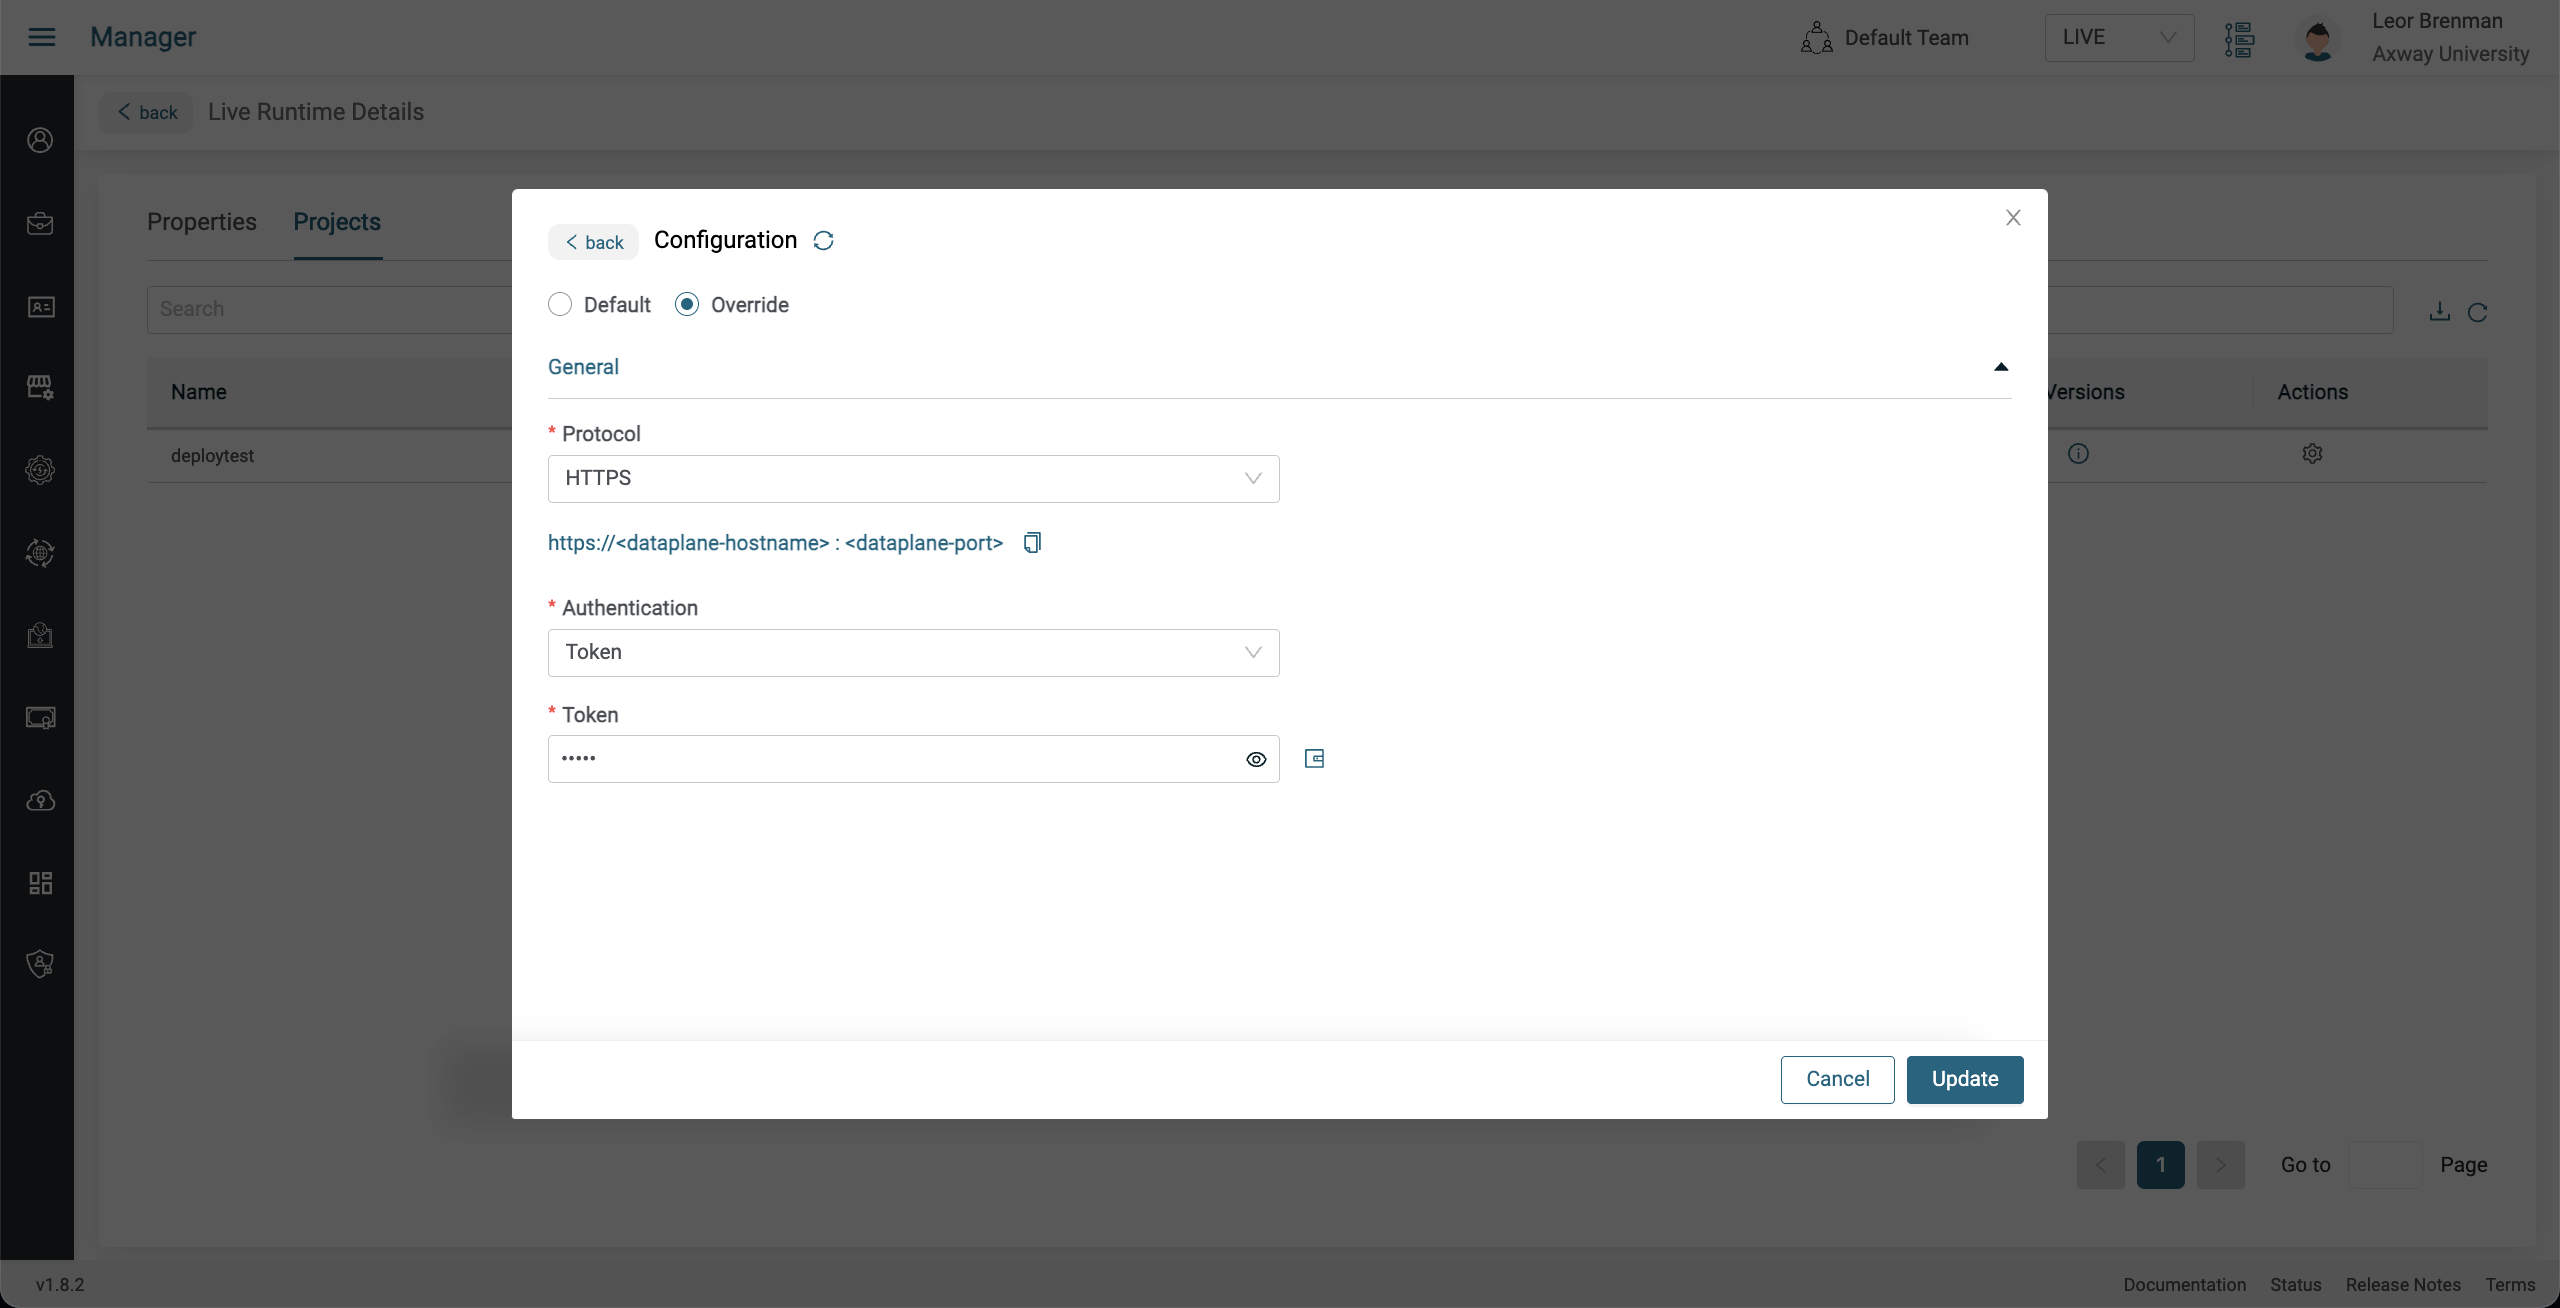 Manager
Default Team
LIVE
Leor Brenman
Axway University
back
Live Runtime Details
Properties
Projects
Search
Name
Versions
Actions
deploytest
back
Configuration
Default
Override
General
* Protocol
HTTPS
https://<dataplane-hostname> : <dataplane-port>
* Authentication
Token
* Token
•••••
Cancel
Update
1
Go to
Page
v1.8.2
Documentation
Status
Release Notes
Terms